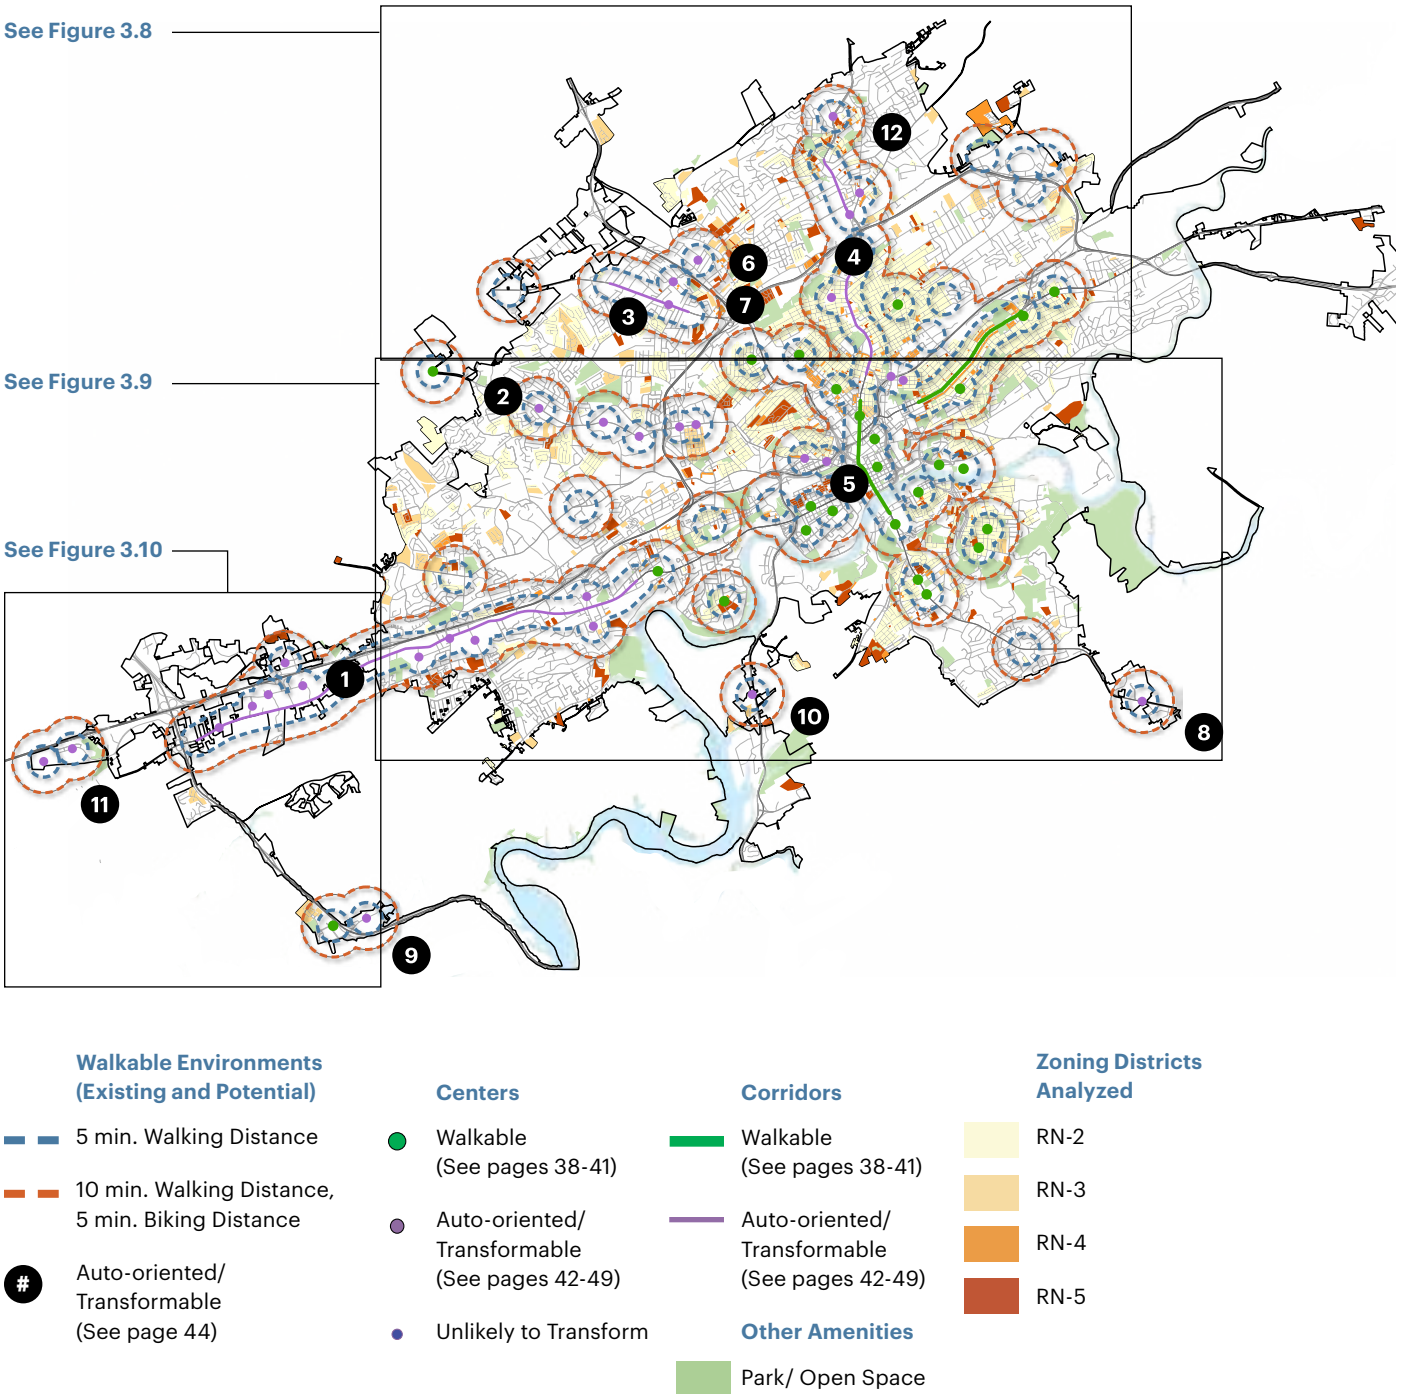 See Figure 3.8
12
4
6
7
3
See Figure 3.9
2
5
See Figure 3.10
1
10
8
11
9
Walkable Environments
(Existing and Potential)
5 min. Walking Distance
10 min. Walking Distance,
5 min. Biking Distance
#
Auto-oriented/
Transformable
(See page 44)
Centers
Walkable
(See pages 38-41)
Auto-oriented/
Transformable
(See pages 42-49)
Unlikely to Transform
Corridors
Walkable
(See pages 38-41)
Auto-oriented/
Transformable
(See pages 42-49)
Other Amenities
Park/ Open Space
Zoning Districts
Analyzed
RN-2
RN-3
RN-4
RN-5